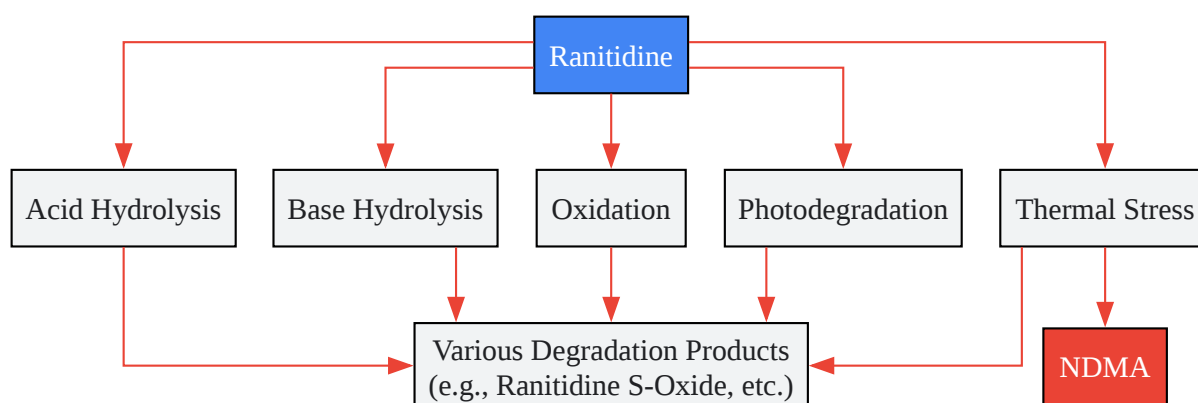 Ranitidine
Acid Hydrolysis
Base Hydrolysis
Oxidation
Photodegradation
Thermal Stress
Various Degradation Products
(e.g., Ranitidine S-Oxide, etc.)
NDMA